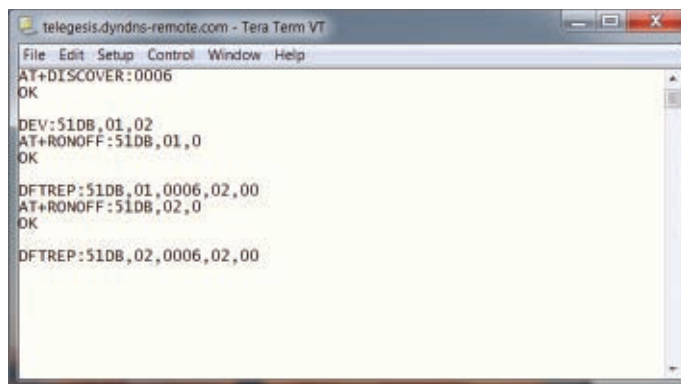 telegesis.dyndns-remote.com - Tera Term VT
File Edit Setup Control Window Help
AT+DISCOVER:0006
OK
DEV:51DB,01,02
AT+RONOFF:51DB,01,0
OK
DFTREP:51DB,01,0006,02,00
AT+RONOFF:51DB,02,0
OK
DFTREP:51DB,02,0006,02,00